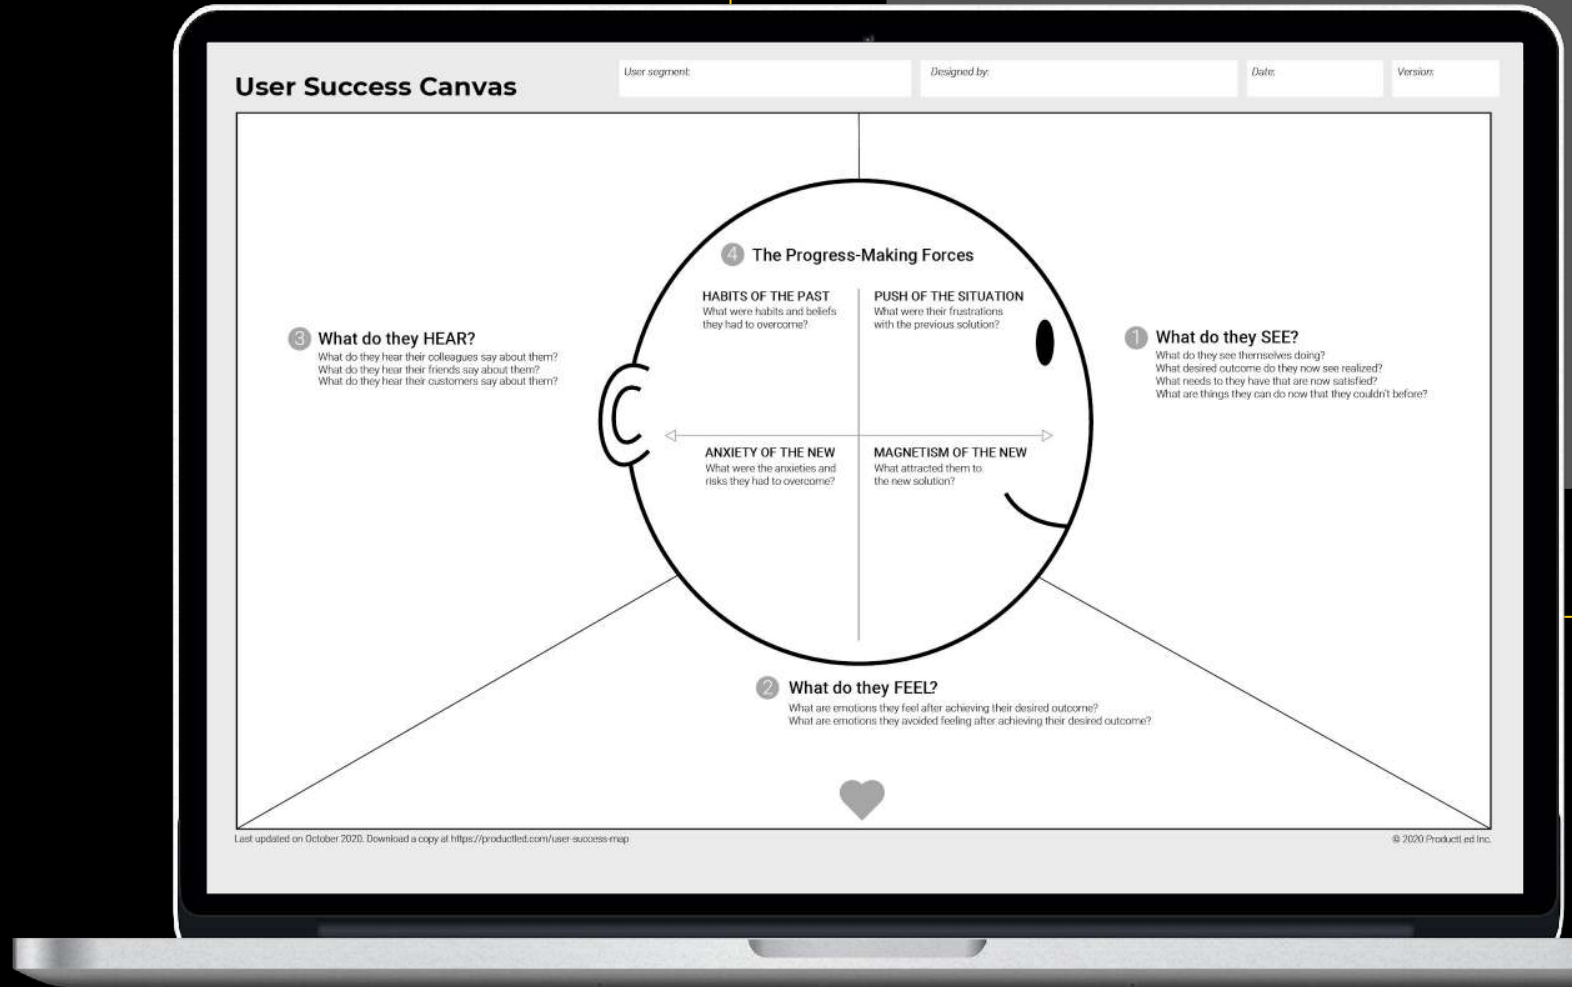 User Success Canvas
User segment:
Designed by:
Date:
Version:
4 The Progress-Making Forces
HABITS OF THE PAST
What were habits and beliefs
they had to overcome?
PUSH OF THE SITUATION
What were their frustrations
with the previous solution?
3 What do they HEAR?
What do they hear their colleagues say about them?
What do they hear their friends say about them?
What do they hear their customers say about them?
1 What do they SEE?
What do they see themselves doing?
What desired outcome do they now see realized?
What needs to they have that are now satisfied?
What are things they can do now that they couldn't before?
ANXIETY OF THE NEW
What were the anxieties and
risks they had to overcome?
MAGNETISM OF THE NEW
What attracted them to
the new solution?
2 What do they FEEL?
What are emotions they feel after achieving their desired outcome?
What are emotions they avoided feeling after achieving their desired outcome?
Last updated on October 2020. Download a copy at https://productled.com/user-success-map
© 2020 ProductLed Inc.